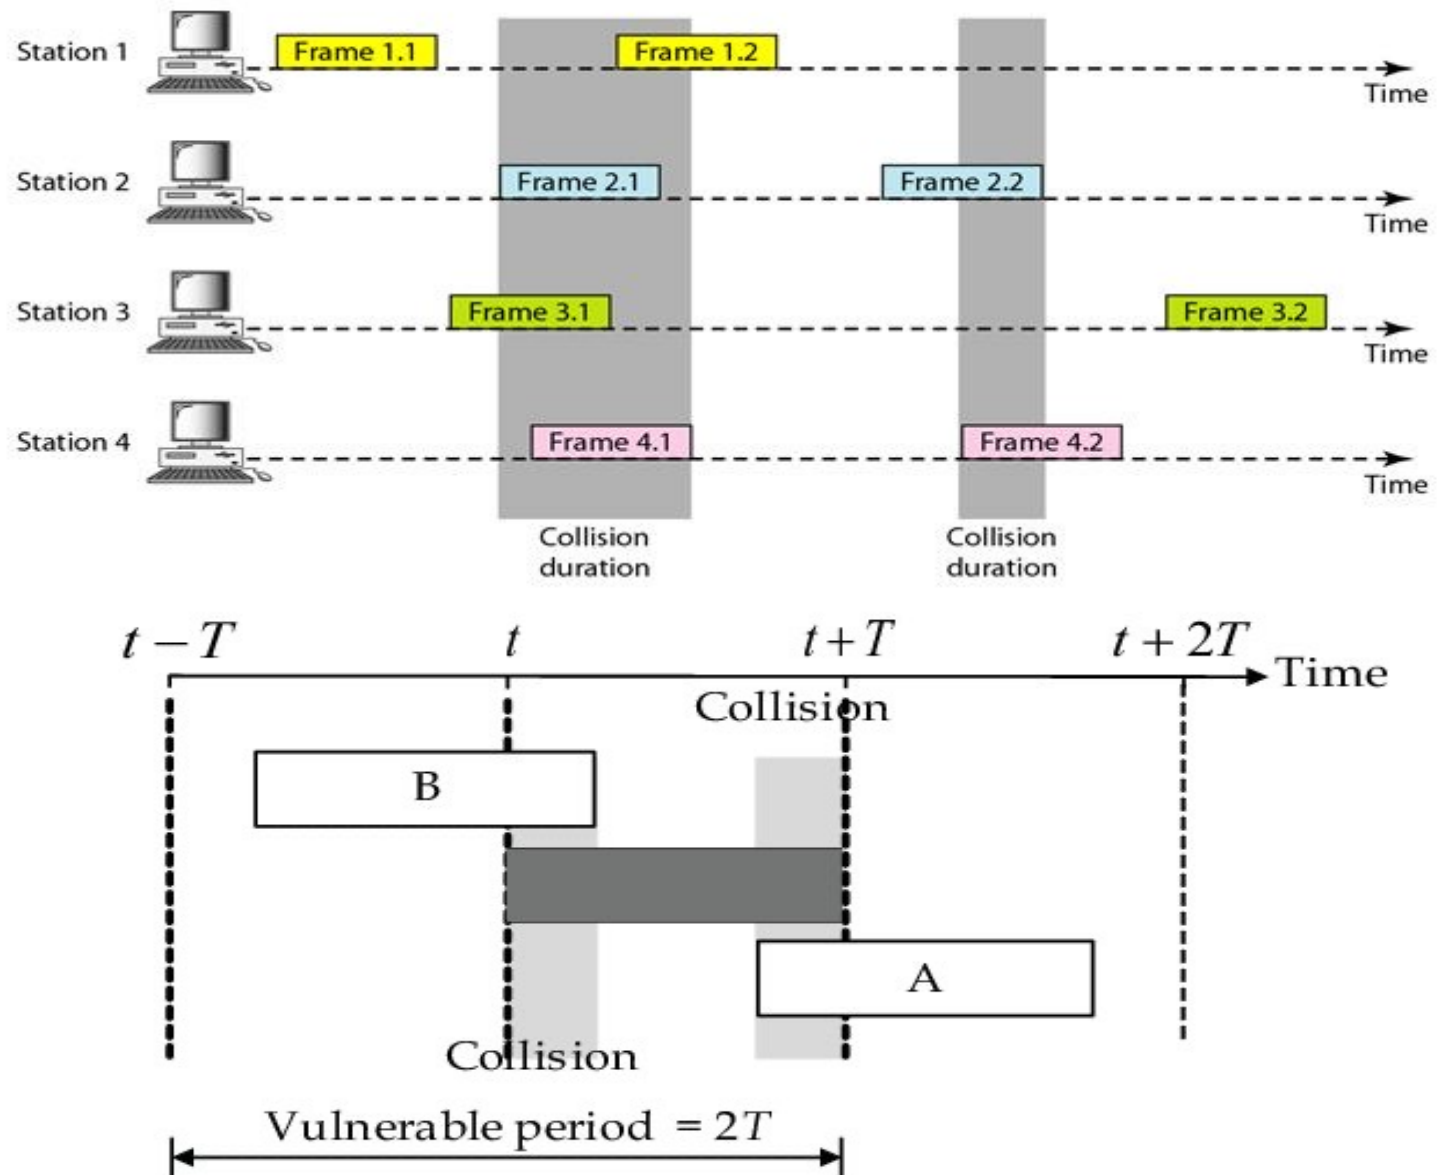 Station 1
Frame 1.1
Frame 1.2
Time
Station 2
Frame 2.1
Frame 2.2
Time
Station 3
Frame 3.1
Frame 3.2
Time
Station 4
Frame 4.1
Frame 4.2
Time
Collision
duration
Collision
duration
t − T
t
t + T
t + 2T
Time
Collision
B
A
Collision
Vulnerable period = 2T